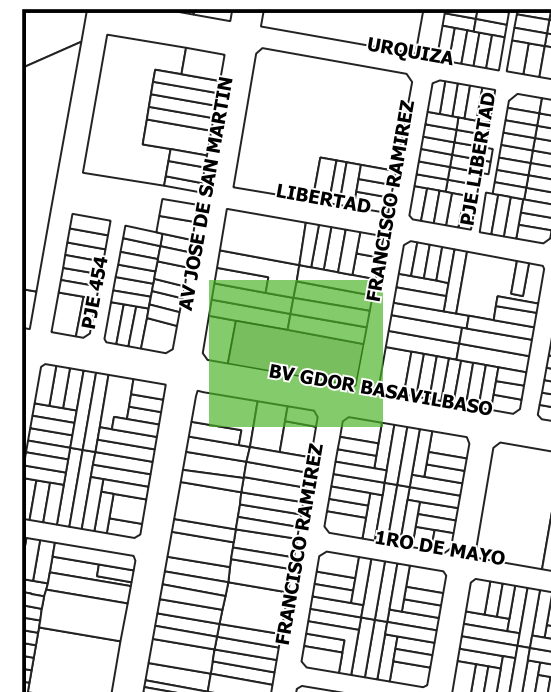 URQUIZA
AV JOSE DE SAN MARTIN
FRANCISCO RAMIREZ
PJE LIBERTAD
LIBERTAD
PJE 454
BV GDOR BASAVILBASO
FRANCISCO RAMIREZ
1RO DE MAYO